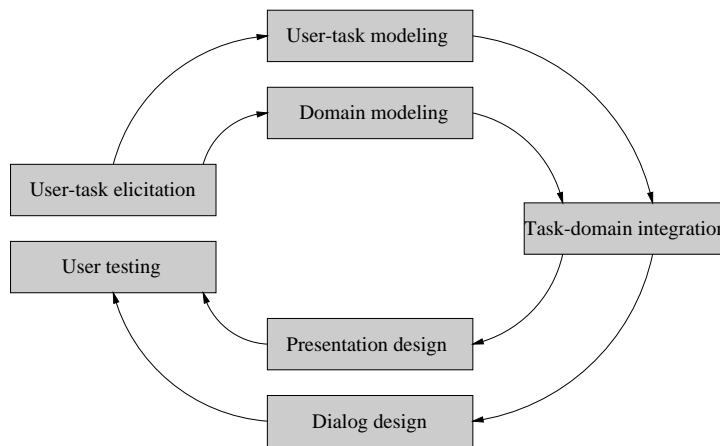 User-task modeling
Domain modeling
User-task elicitation
Task-domain integration
User testing
Presentation design
Dialog design